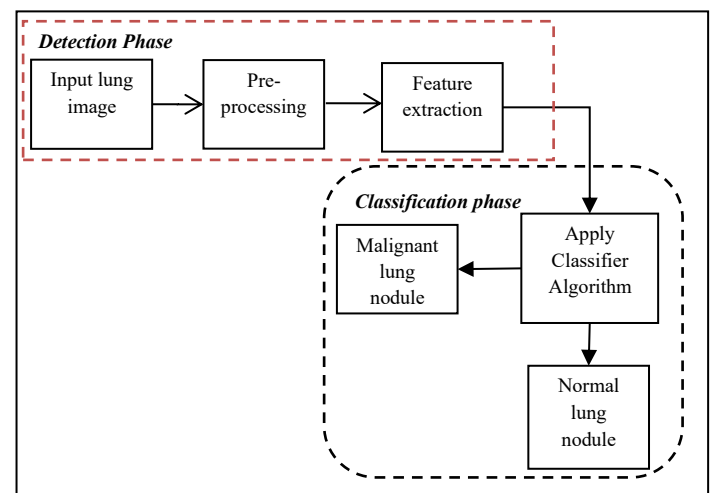 Detection Phase
Input lung
image
Pre-
processing
Feature
extraction
Classification phase
Malignant
lung
nodule
Apply
Classifier
Algorithm
Normal
lung
nodule